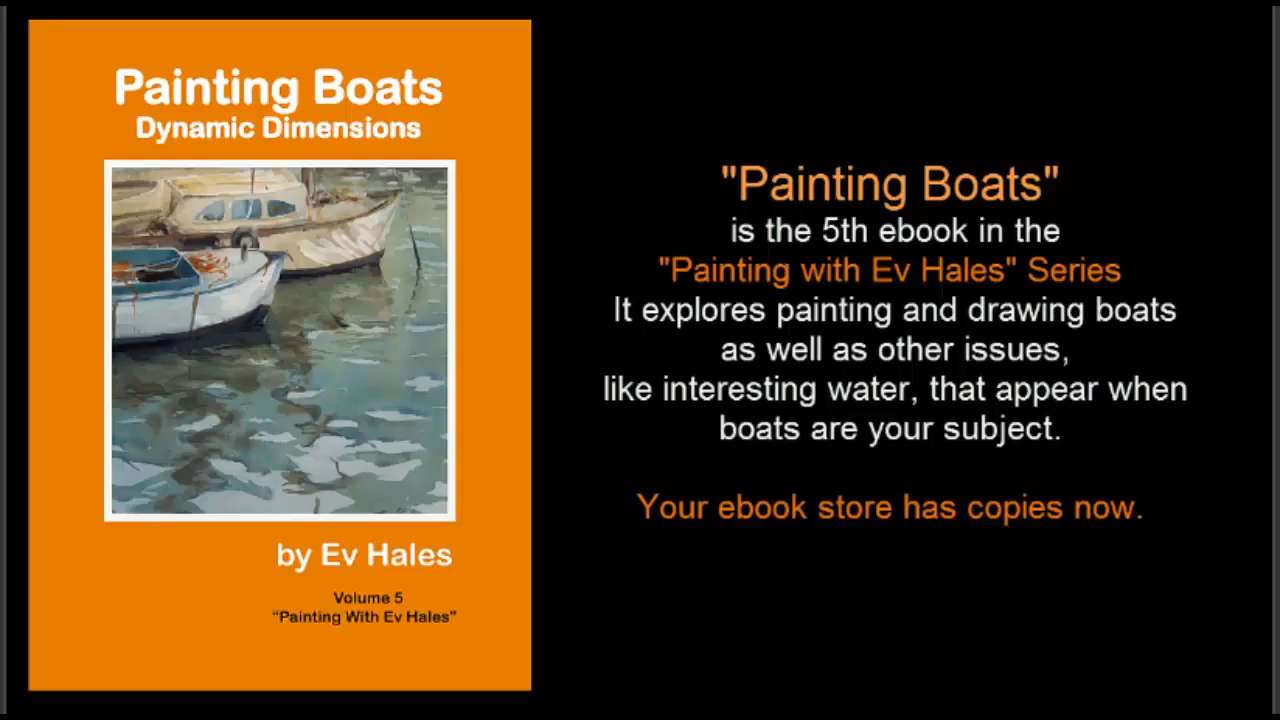 Painting Boats
Dynamic Dimensions
by Ev Hales
Volume 5
“Painting With Ev Hales”
"Painting Boats"
is the 5th ebook in the
"Painting with Ev Hales" Series
It explores painting and drawing boats
as well as other issues,
like interesting water, that appear when
boats are your subject.
Your ebook store has copies now.